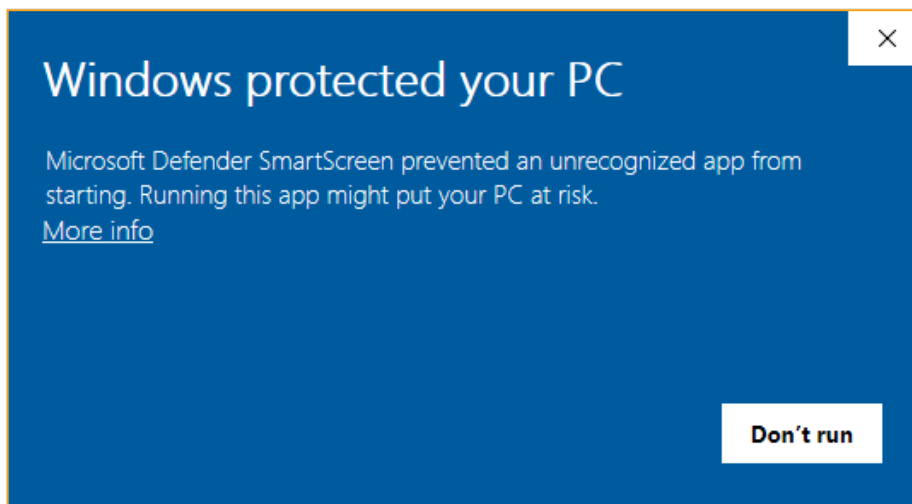 Windows protected your PC
Microsoft Defender SmartScreen prevented an unrecognized app from
starting. Running this app might put your PC at risk.
More info
Don’t run